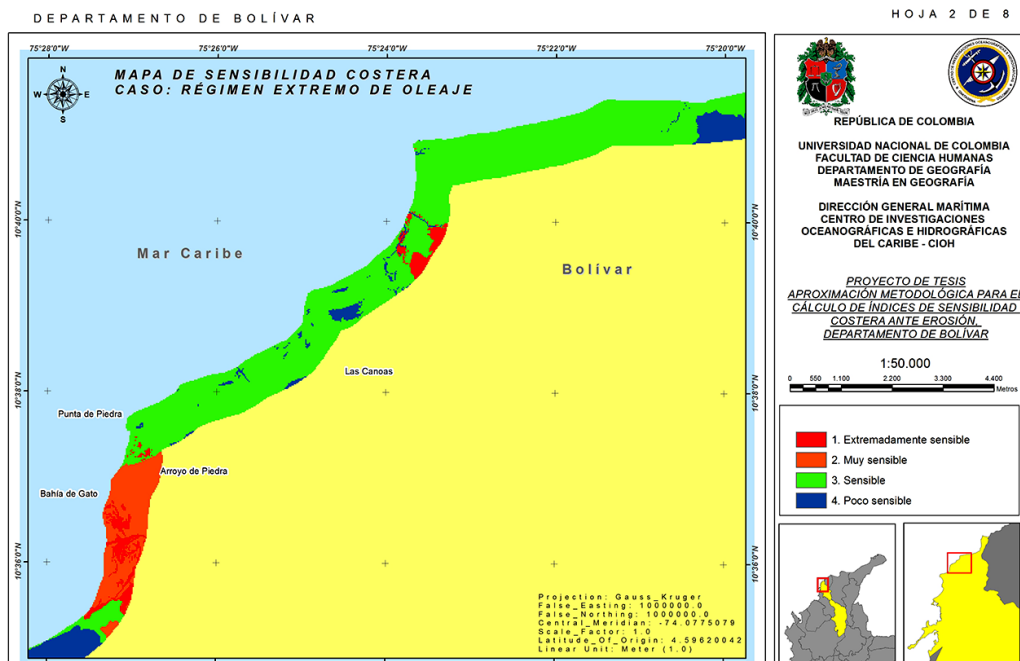 DEPARTAMENTO DE BOLÍVAR
HOJA 2 DE 8
75°28'0"W 75°26'0"W 75°24'0"W 75°22'0"W 75°20'0"W
MAPA DE SENSIBILIDAD COSTERA
CASO: RÉGIMEN EXTREMO DE OLEAJE
N
W E
S
10°40'0"N
10°38'0"N
10°36'0"N
Mar Caribe
Bolívar
Las Canoas
Punta de Piedra
Arroyo de Piedra
Bahía de Gato
10°40'0"N
10°38'0"N
10°36'0"N
Projection: Gauss_Kruger
False_Easting: 1000000.0
False_Northing: 1000000.0
Central_Meridian: -74.0775079
Scale_Factor: 1.0
Latitude_Of_Origin: 4.59620042
Linear Unit: Meter (1.0)
REPÚBLICA DE COLOMBIA
UNIVERSIDAD NACIONAL DE COLOMBIA
FACULTAD DE CIENCIA HUMANAS
DEPARTAMENTO DE GEOGRAFÍA
MAESTRÍA EN GEOGRAFÍA
DIRECCIÓN GENERAL MARÍTIMA
CENTRO DE INVESTIGACIONES
OCEANOGRÁFICAS E HIDROGRÁFICAS
DEL CARIBE - CIOH
PROYECTO DE TESIS
APROXIMACIÓN METODOLÓGICA PARA EL
CÁLCULO DE ÍNDICES DE SENSIBILIDAD
COSTERA ANTE EROSIÓN,
DEPARTAMENTO DE BOLÍVAR
1:50.000
0 550 1.100 2.200 3.300 4.400
Metros
1. Extremadamente sensible
2. Muy sensible
3. Sensible
4. Poco sensible